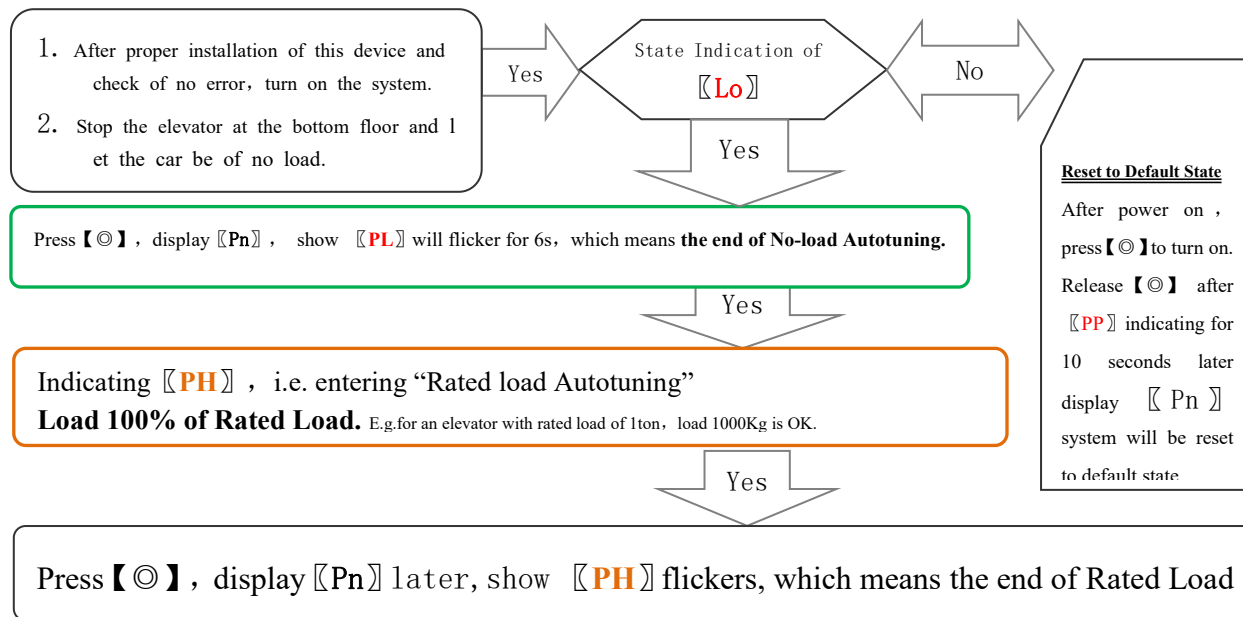 1. After proper installation of this device and
check of no error，turn on the system.
2. Stop the elevator at the bottom floor and l
et the car be of no load.
Yes
State Indication of
〖Lo〗
No
Yes
Reset to Default State
After power on ，
press【◎】to turn on.
Release【◎】 after
〖PP〗indicating for
10 seconds later
display 〖Pn〗
system will be reset
to default state
Press【◎】，display〖Pn〗， show 〖PL〗will flicker for 6s，which means the end of No-load Autotuning.
Yes
Indicating〖PH〗， i.e. entering “Rated load Autotuning”
Load 100% of Rated Load. E.g.for an elevator with rated load of 1ton，load 1000Kg is OK.
Yes
Press【◎】，display〖Pn〗later, show 〖PH〗flickers, which means the end of Rated Load